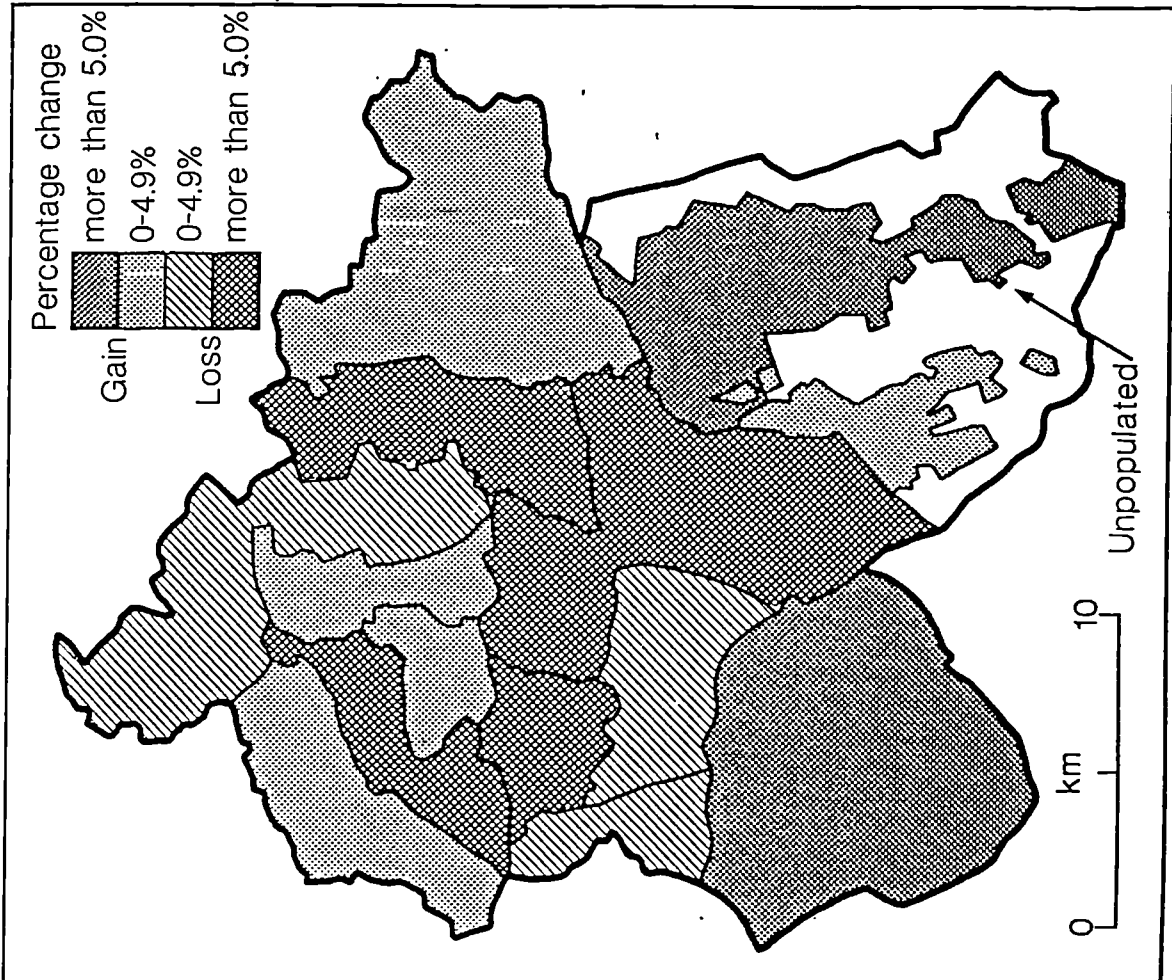 Percentage change
Gain
more than 5.0%
0-4.9%
Loss
0-4.9%
more than 5.0%
Unpopulated
0
km
10